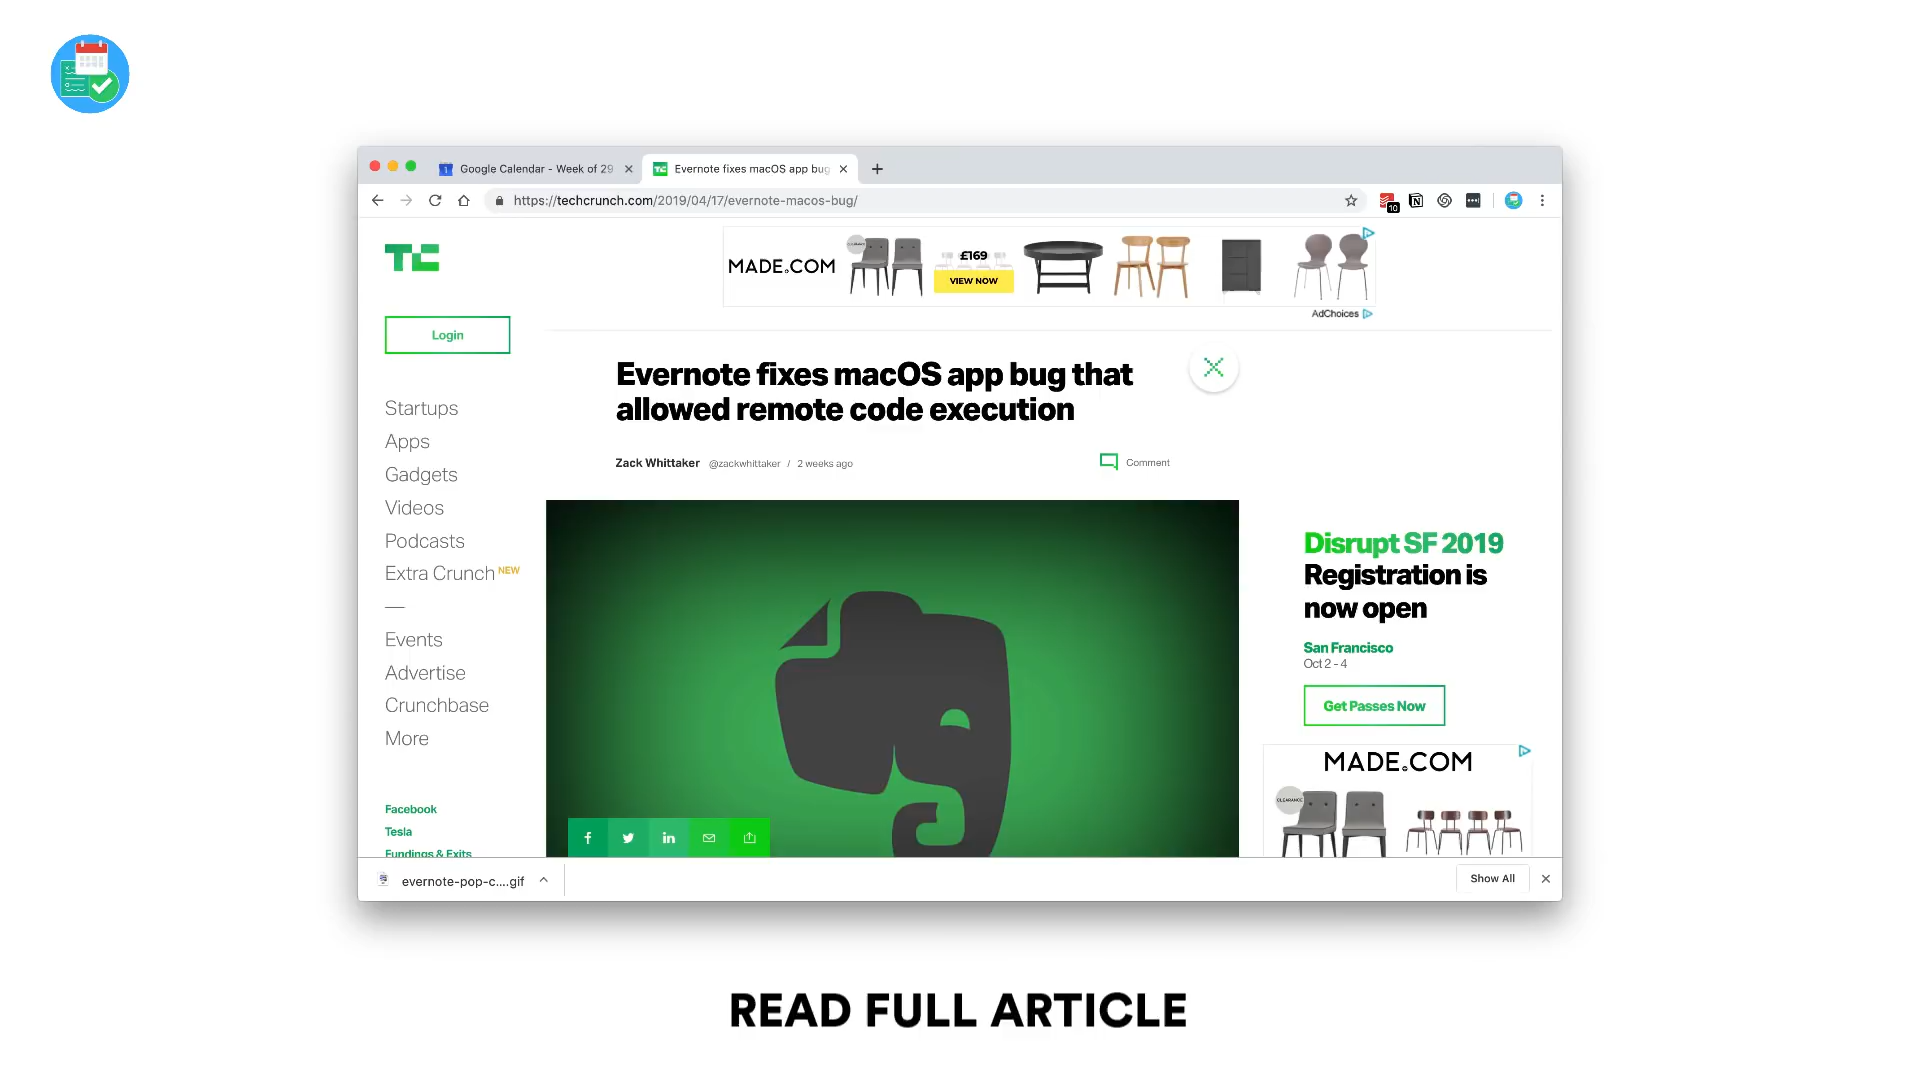 Google Calendar - Week of 29
Evernote fixes macOS app bug
https://techcrunch.com/2019/04/17/evernote-macos-bug/
10
TC
MADE.COM
CLEARANCE
£169
VIEW NOW
AdChoices
Login
Evernote fixes macOS app bug that
allowed remote code execution
Zack Whittaker @zackwhittaker / 2 weeks ago
Comment
Startups
Apps
Gadgets
Videos
Podcasts
Extra Crunch NEW
Events
Advertise
Crunchbase
More
Facebook
Tesla
Fundings & Exits
Disrupt SF 2019
Registration is
now open
San Francisco
Oct 2 - 4
Get Passes Now
MADE.COM
CLEARANCE
evernote-pop-c....gif
Show All
READ FULL ARTICLE